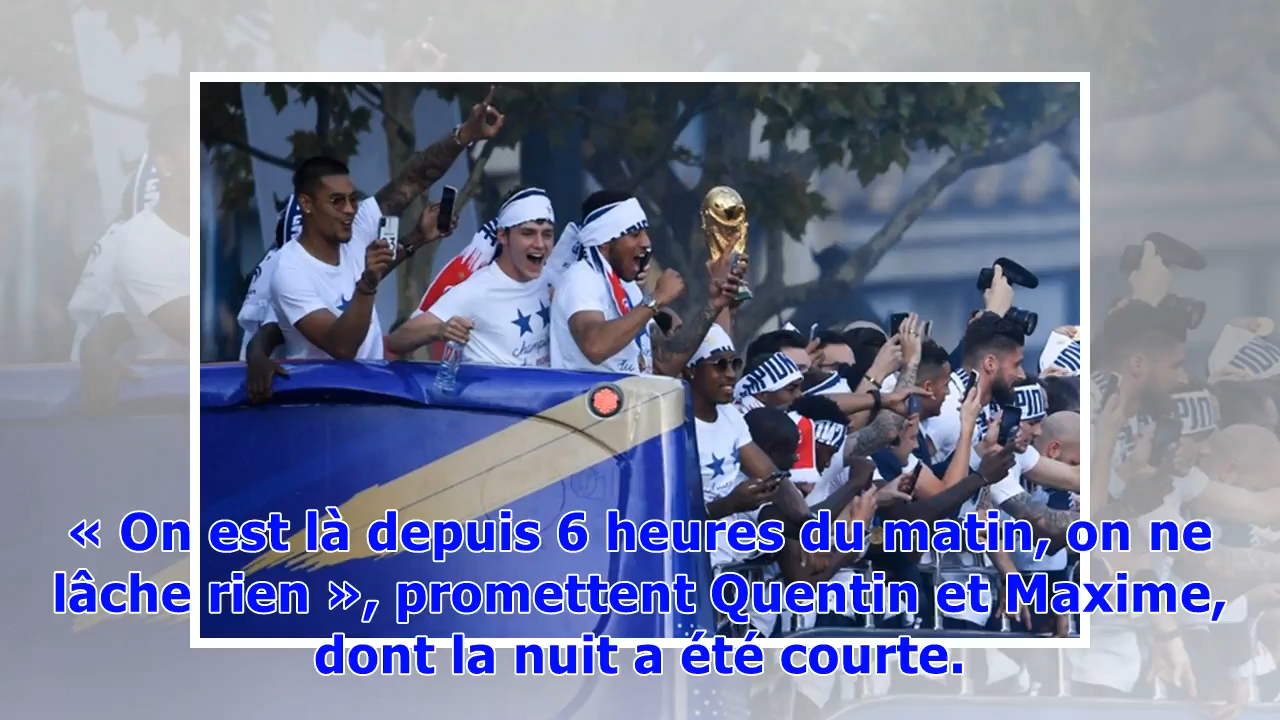 « On est là depuis 6 heures du matin, on ne
lâche rien », promettent Quentin et Maxime,
dont la nuit a été courte.